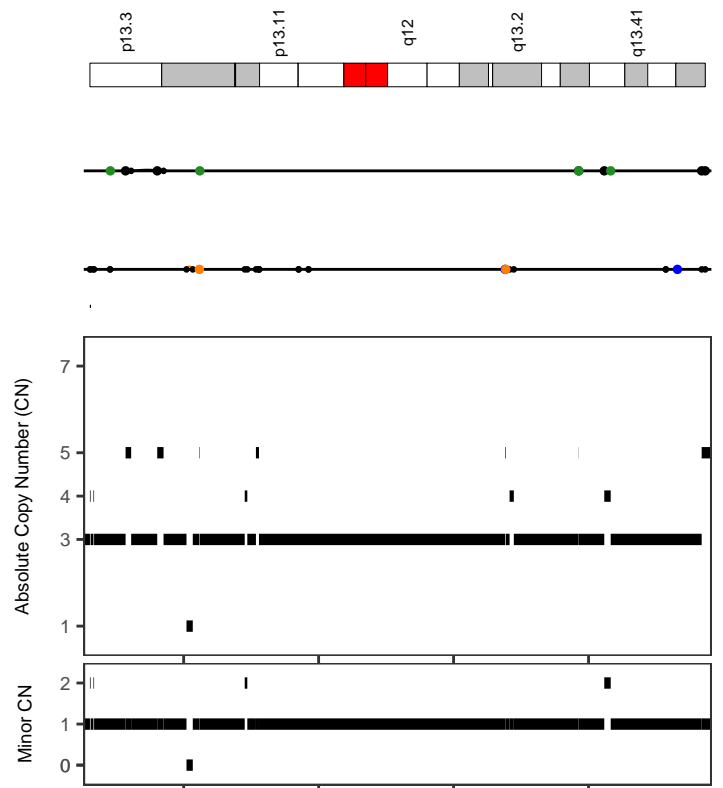 p13.3
p13.11
q12
q13.2
q13.41
Absolute Copy Number (CN)
7
5
4
3
1
Minor CN
2
1
0